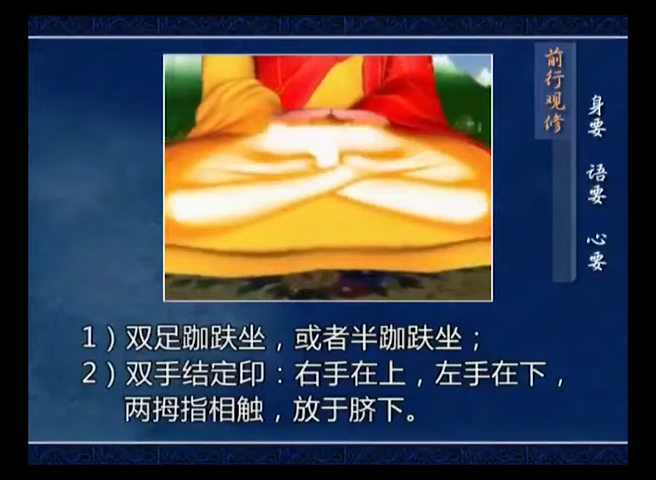 前行观修
身要 语要 心要
1）双足跏趺坐，或者半跏趺坐；
2）双手结定印：右手在上，左手在下，
两拇指相触，放于脐下。